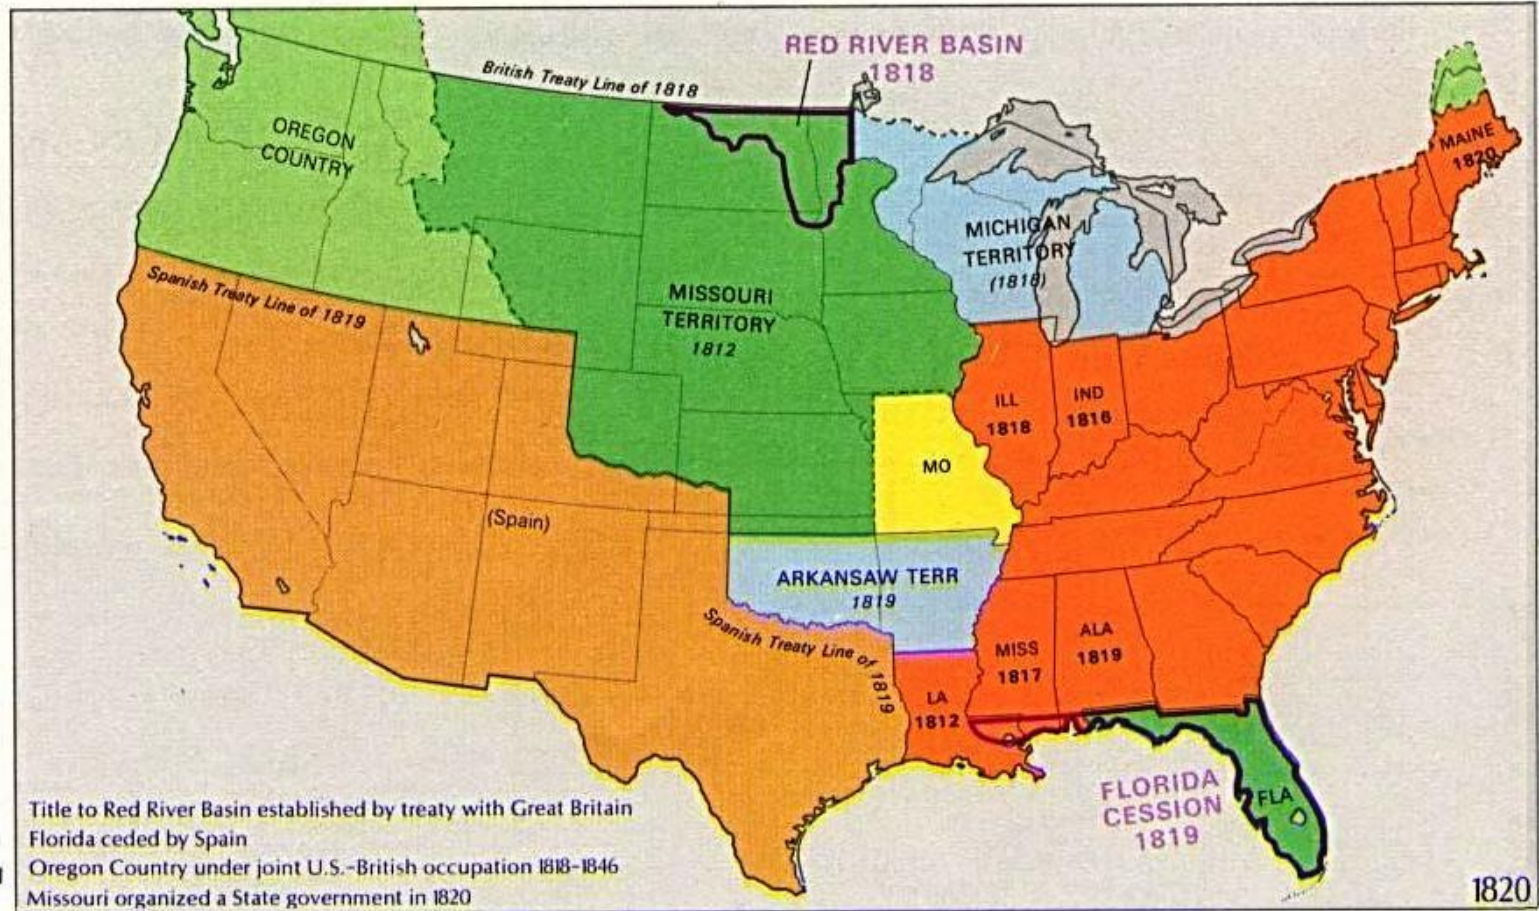 RED RIVER BASIN
1818
British Treaty Line of 1818
OREGON
COUNTRY
MAINE
1820
MICHIGAN
TERRITORY
(1818)
Spanish Treaty Line of 1819
MISSOURI
TERRITORY
1812
ILL
1818
IND
1816
MO
(Spain)
ARKANSAW TERR
1819
Spanish Treaty Line of 1819
MISS
1817
ALA
1819
LA
1812
FLORIDA
CESSION
1819
FLA
Title to Red River Basin established by treaty with Great Britain
Florida ceded by Spain
Oregon Country under joint U.S.-British occupation 1818-1846
Missouri organized a State government in 1820
1820